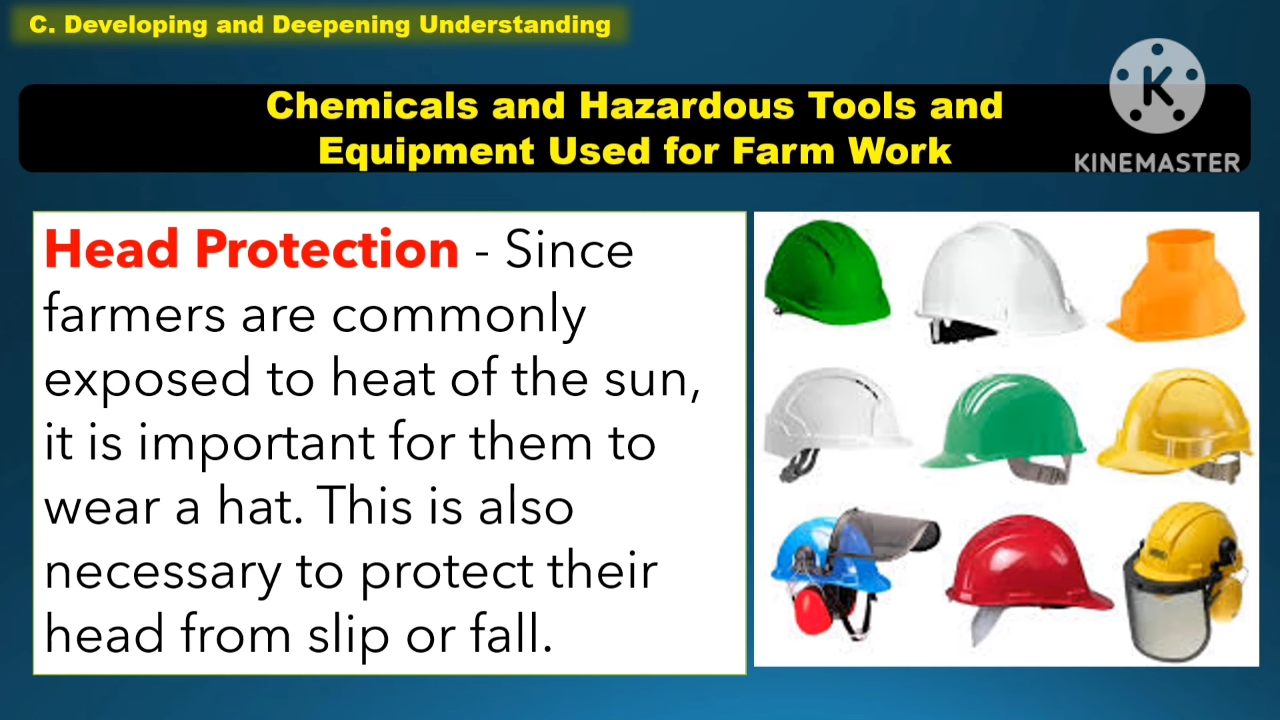 C. Developing and Deepening Understanding
Chemicals and Hazardous Tools and
Equipment Used for Farm Work
K
KINEMASTER
Head Protection - Since
farmers are commonly
exposed to heat of the sun,
it is important for them to
wear a hat. This is also
necessary to protect their
head from slip or fall.